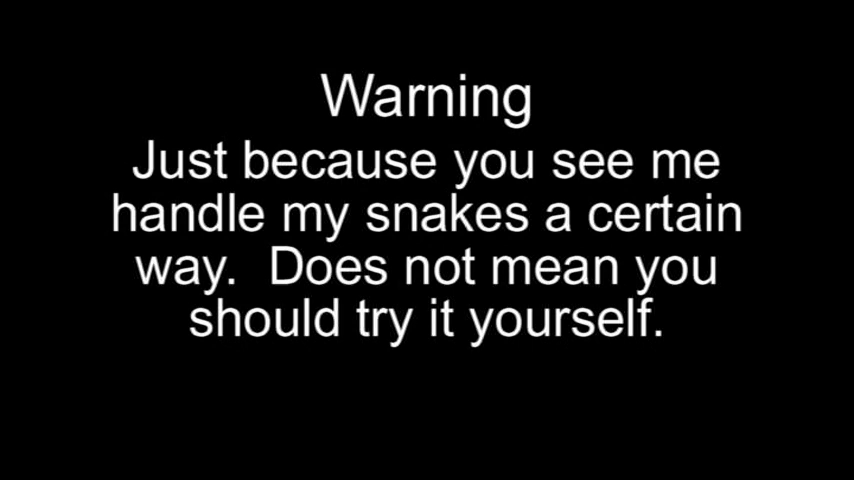 Warning
Just because you see me
handle my snakes a certain
way.  Does not mean you
should try it yourself.